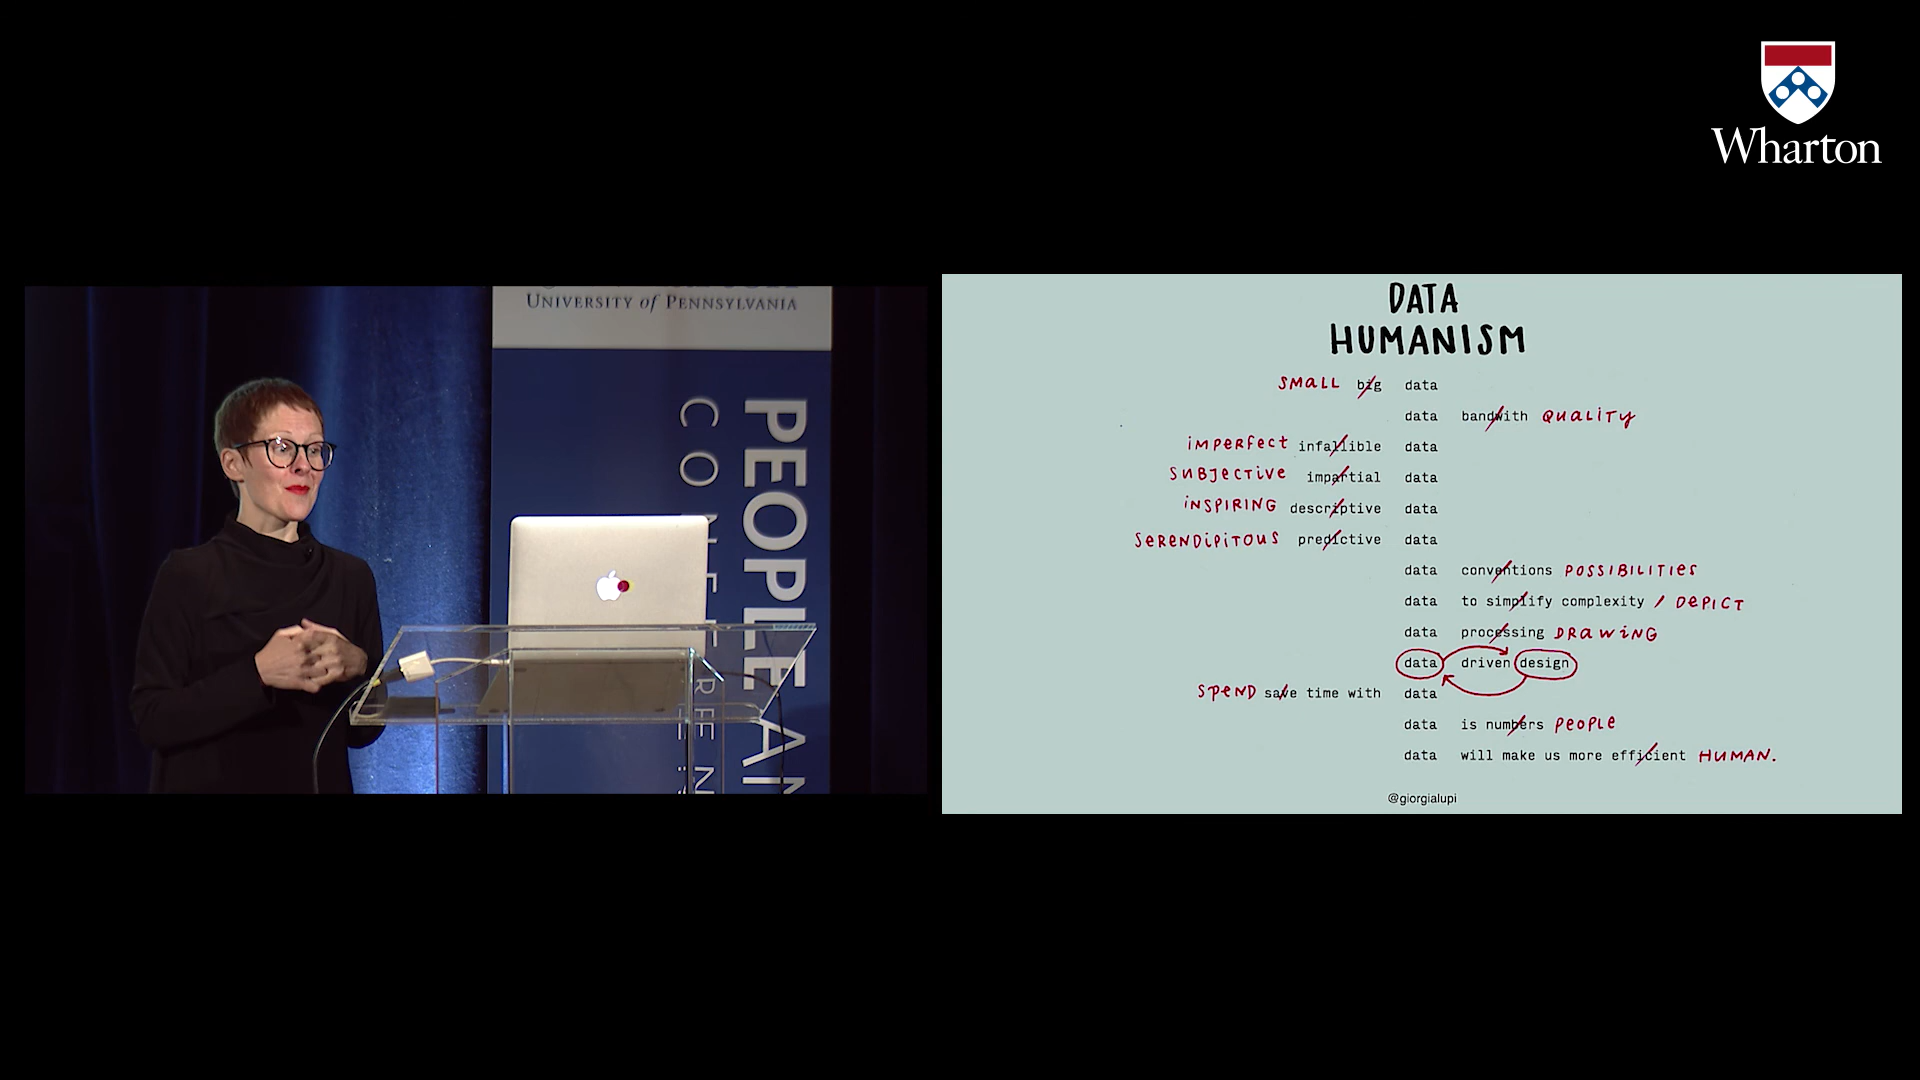 Wharton
UNIVERSITY of PENNSYLVANIA
PEOPLE AN
CONFEREN
DATA
HUMANISM
SMALL big data
data bandwith QUALITY
IMPERFECT infallible data
SUBJECTIVE impartial data
INSPIRING descriptive data
SERENDIPITOUS predictive data
data conventions POSSIBILITIES
data to simplify complexity / DEPICT
data processing DRAWING
data driven design
SPEND save time with data
data is numbers PEOPLE
data will make us more efficient HUMAN.
@giorgialupi